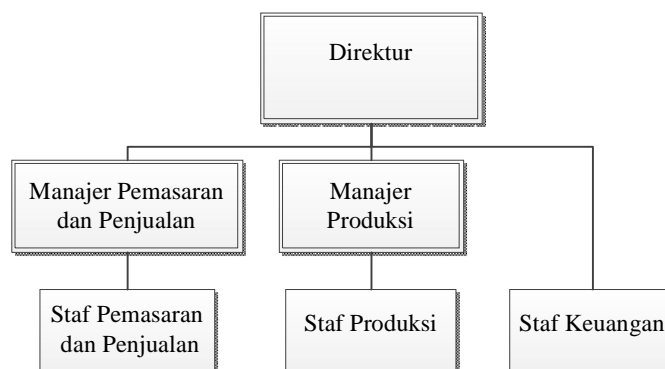 Direktur
Manajer Pemasaran
dan Penjualan
Manajer
Produksi
Staf Pemasaran
dan Penjualan
Staf Produksi
Staf Keuangan